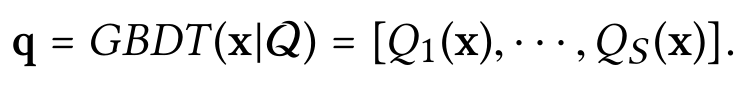 q = GBDT(x|𝒬) = [Q₁(x), · · · , Q_S(x)].